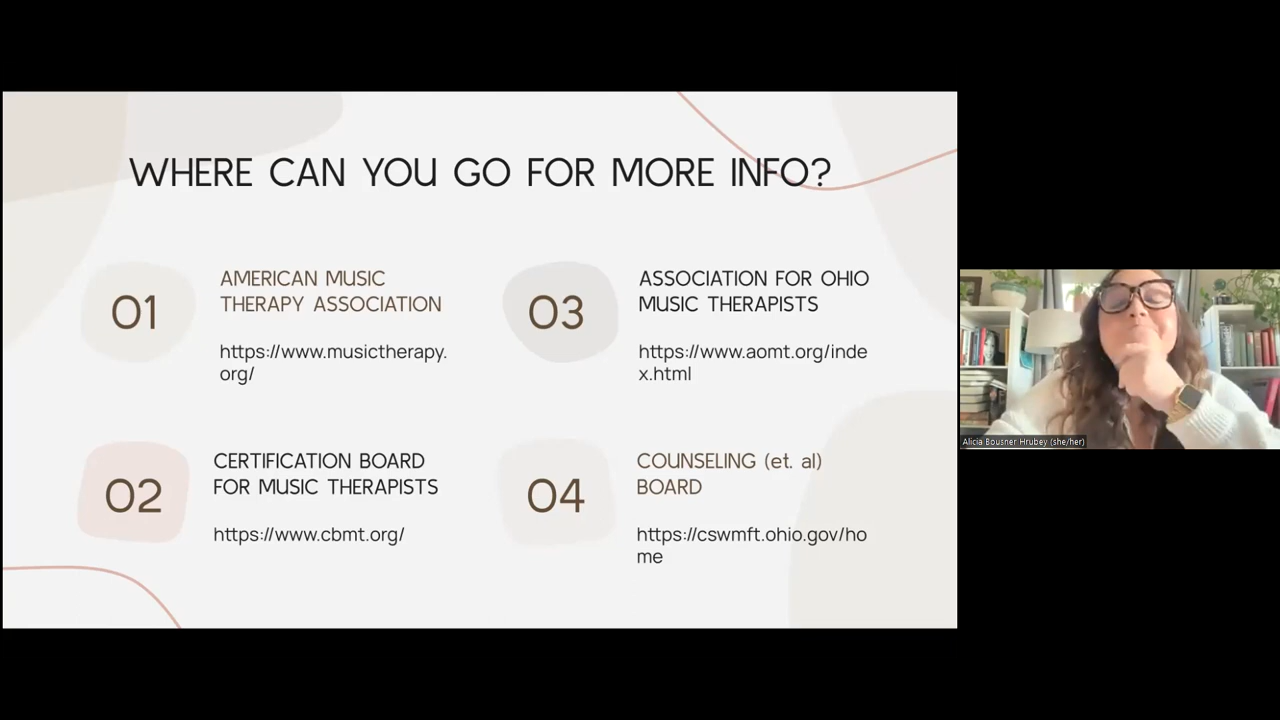 WHERE CAN YOU GO FOR MORE INFO?
01
AMERICAN MUSIC
THERAPY ASSOCIATION
https://www.musictherapy.
org/
02
CERTIFICATION BOARD
FOR MUSIC THERAPISTS
https://www.cbmt.org/
03
ASSOCIATION FOR OHIO
MUSIC THERAPISTS
https://www.aomt.org/inde
x.html
04
COUNSELING (et. al)
BOARD
https://cswmft.ohio.gov/ho
me
Alicia Bousner Hrubey (she/her)